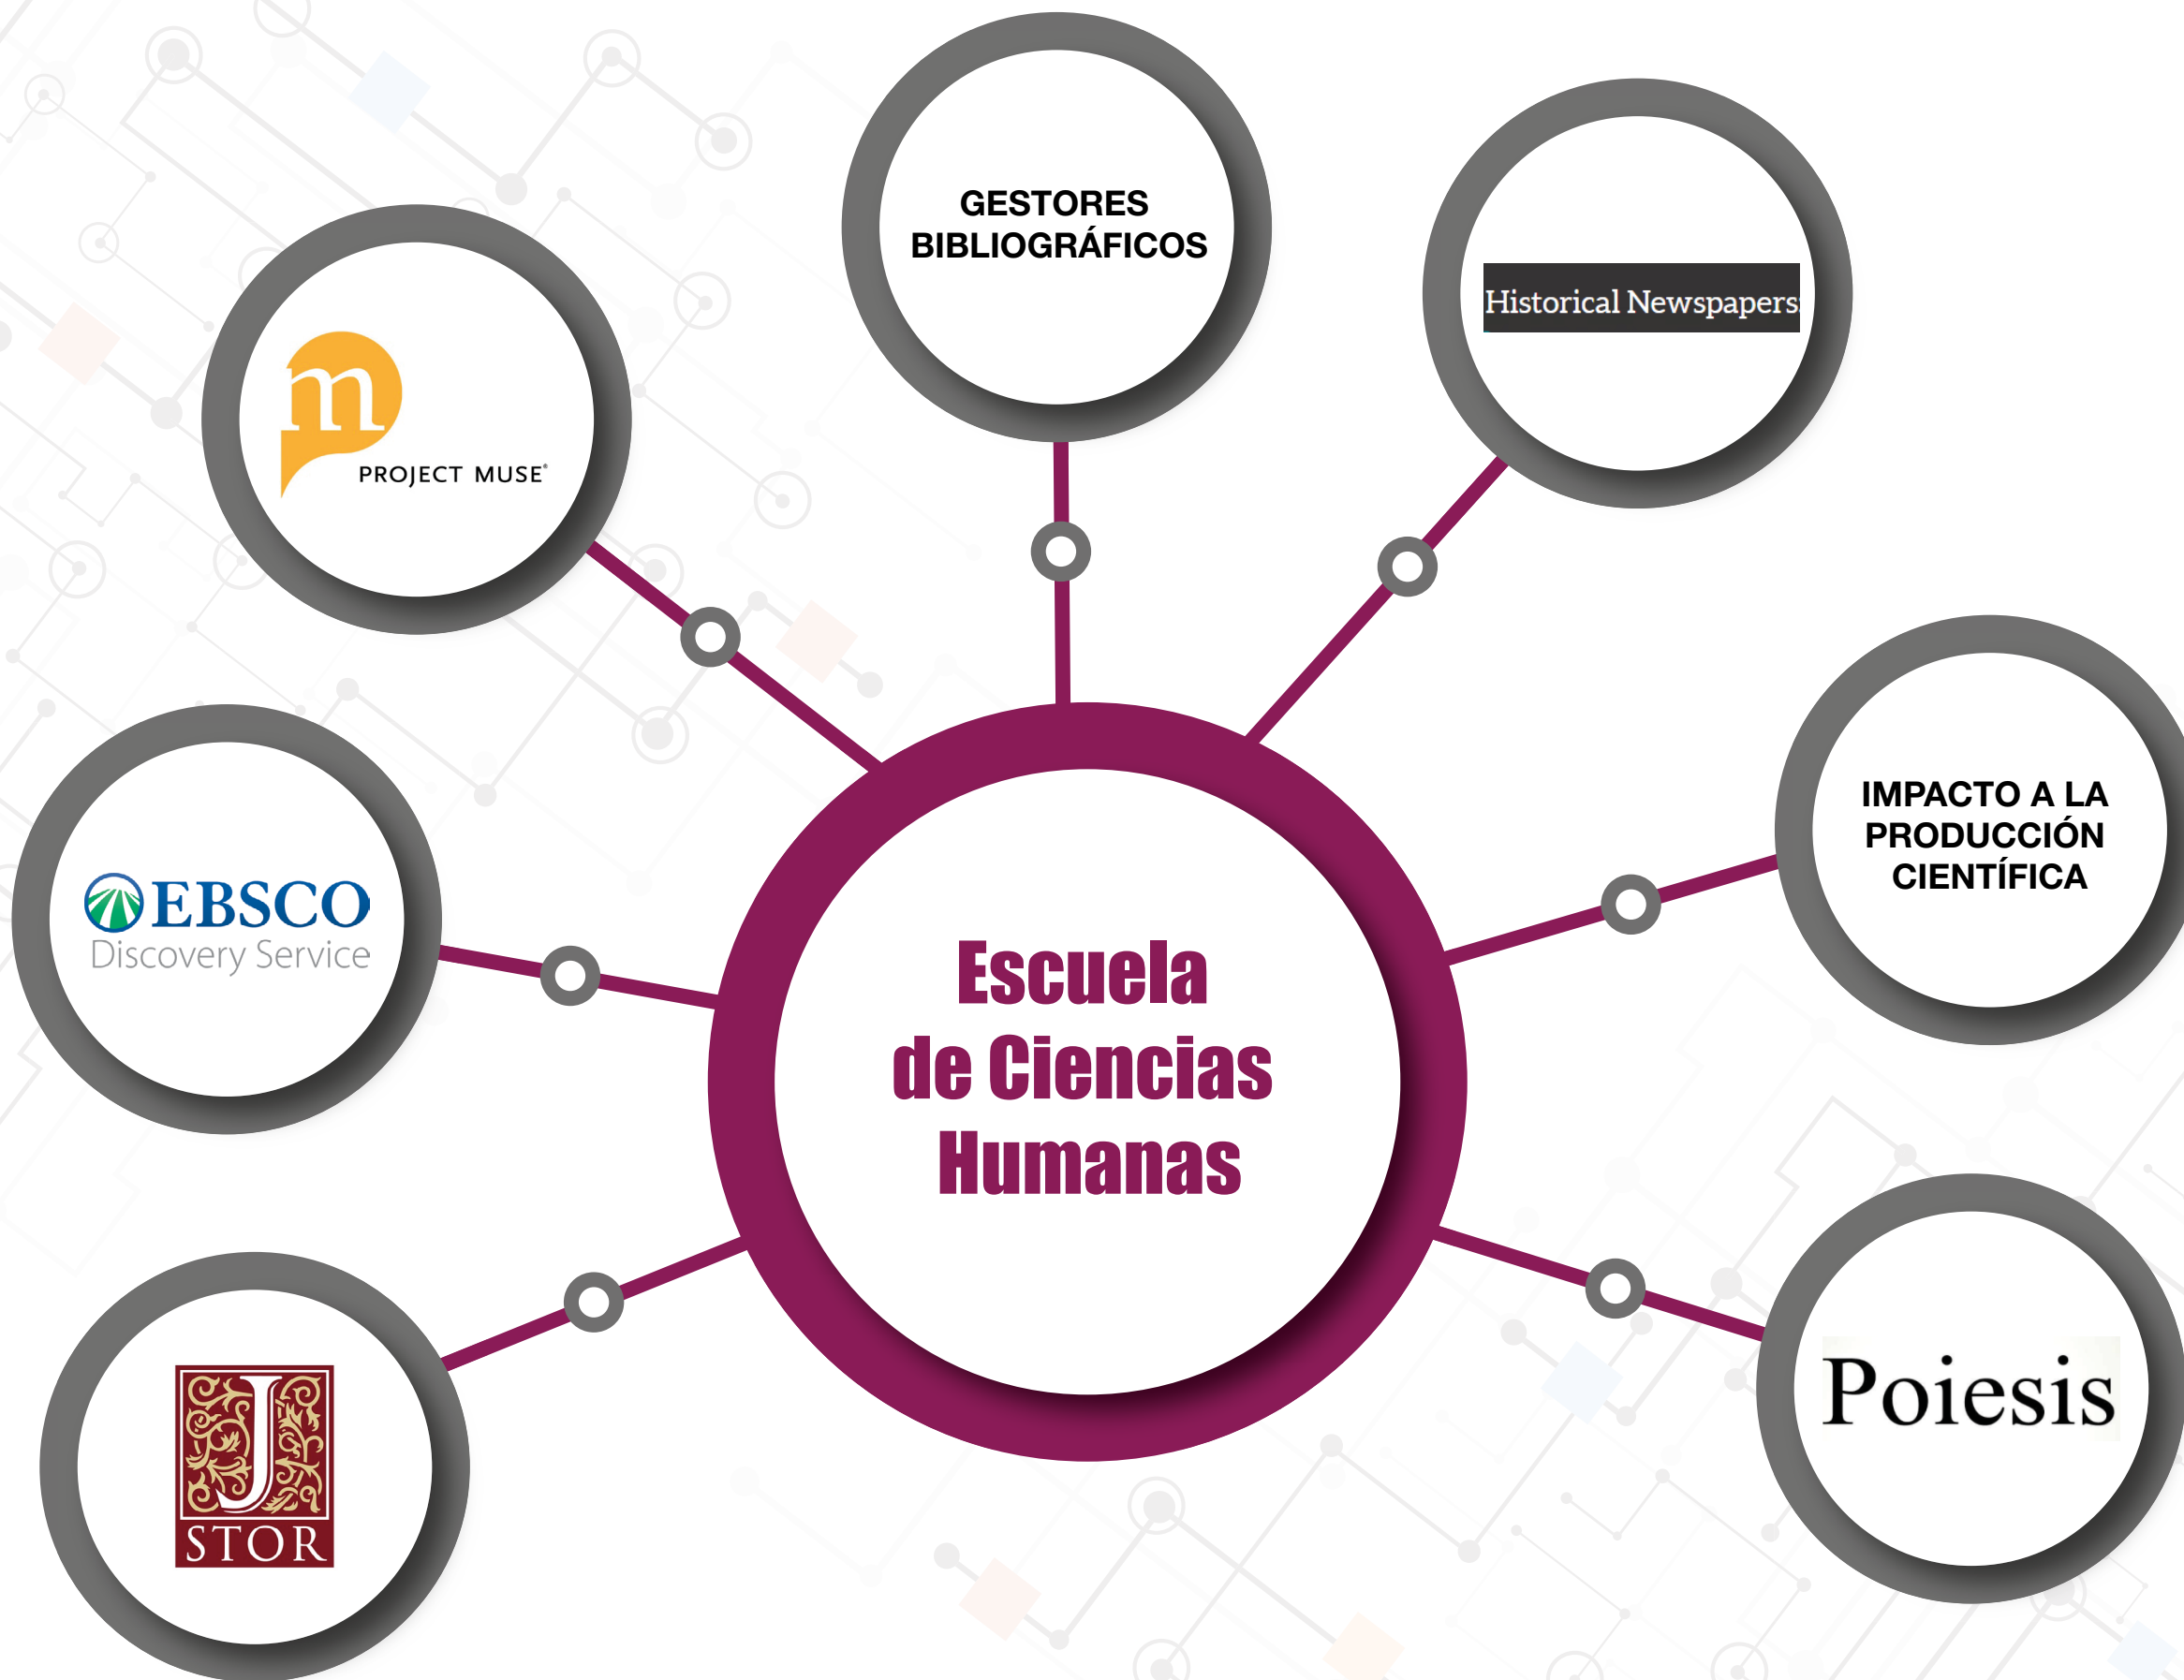 GESTORES
BIBLIOGRÁFICOS
Historical Newspapers:
m
PROJECT MUSE®
IMPACTO A LA
PRODUCCIÓN
CIENTÍFICA
EBSCO
Discovery Service
Escuela
de Ciencias
Humanas
Poiesis
J
STOR